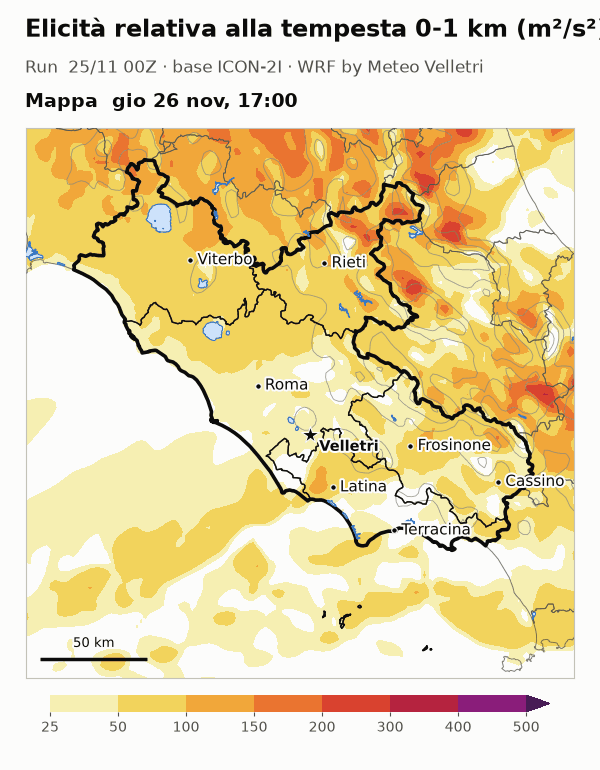 Elicità relativa alla tempesta 0-1 km (m²/s²)
Run  25/11 00Z · base ICON-2I · WRF by Meteo Velletri
Mappa  gio 26 nov, 17:00
Viterbo
Rieti
Roma
Velletri
Frosinone
Cassino
Latina
Terracina
50 km
25 50 100 150 200 300 400 500